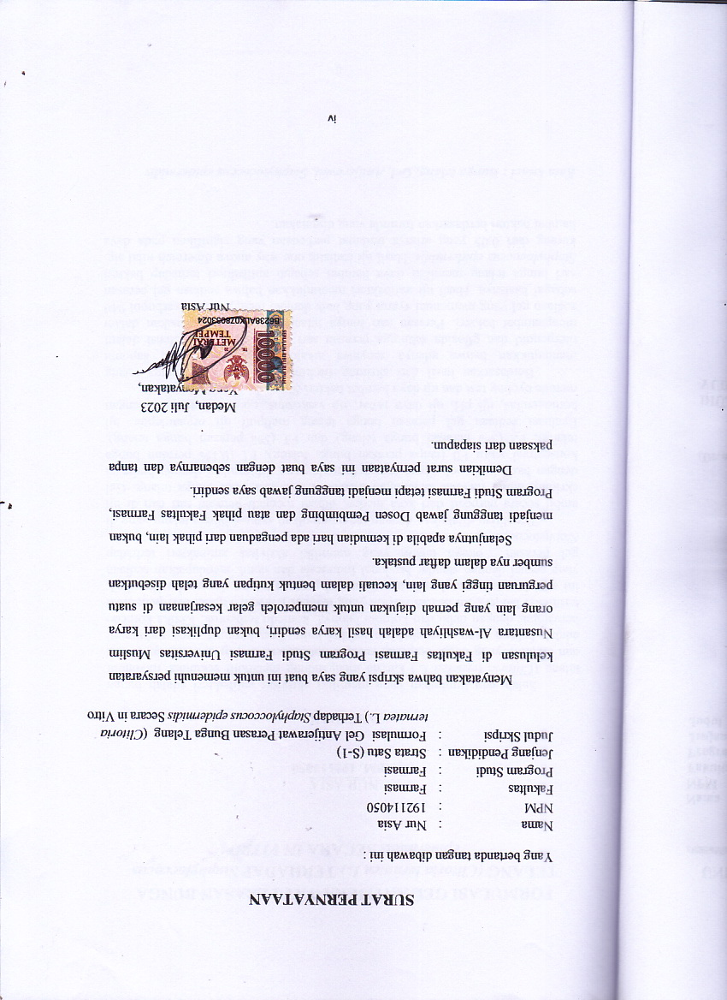 SURAT PERNYATAAN
Yang bertanda tangan dibawah ini :
Nama : Nur Asia
NPM : 192114050
Fakultas : Farmasi
Program Studi : Farmasi
Jenjang Pendidikan : Strata Satu (S-1)
Judul Skripsi : Formulasi Gel Antijerawat Perasan Bunga Telang (Clitoria
ternatea L.) Terhadap Staphylococcus epidermidis Secara in Vitro
Menyatakan bahwa skripsi yang saya buat ini untuk memenuhi persyaratan
kelulusan di Fakultas Farmasi Program Studi Farmasi Universitas Muslim
Nusantara Al-washliyah adalah hasil karya sendiri, bukan duplikasi dari karya
orang lain yang pernah diajukan untuk memperoleh gelar kesarjanaan di suatu
perguruan tinggi yang lain, kecuali dalam bentuk kutipan yang telah disebutkan
sumber nya dalam daftar pustaka.
Selanjutnya apabila di kemudian hari ada pengaduan dari pihak lain, bukan
menjadi tanggung jawab Dosen Pembimbing dan atau pihak Fakultas Farmasi,
Program Studi Farmasi tetapi menjadi tanggung jawab saya sendiri.
Demikian surat pernyataan ini saya buat dengan sebenarnya dan tanpa
paksaan dari siapapun.
Medan, Juli 2023
Yang Menyatakan,
10000
METERAI
TEMPEL
B6238AKX078053024
Nur Asia
iv